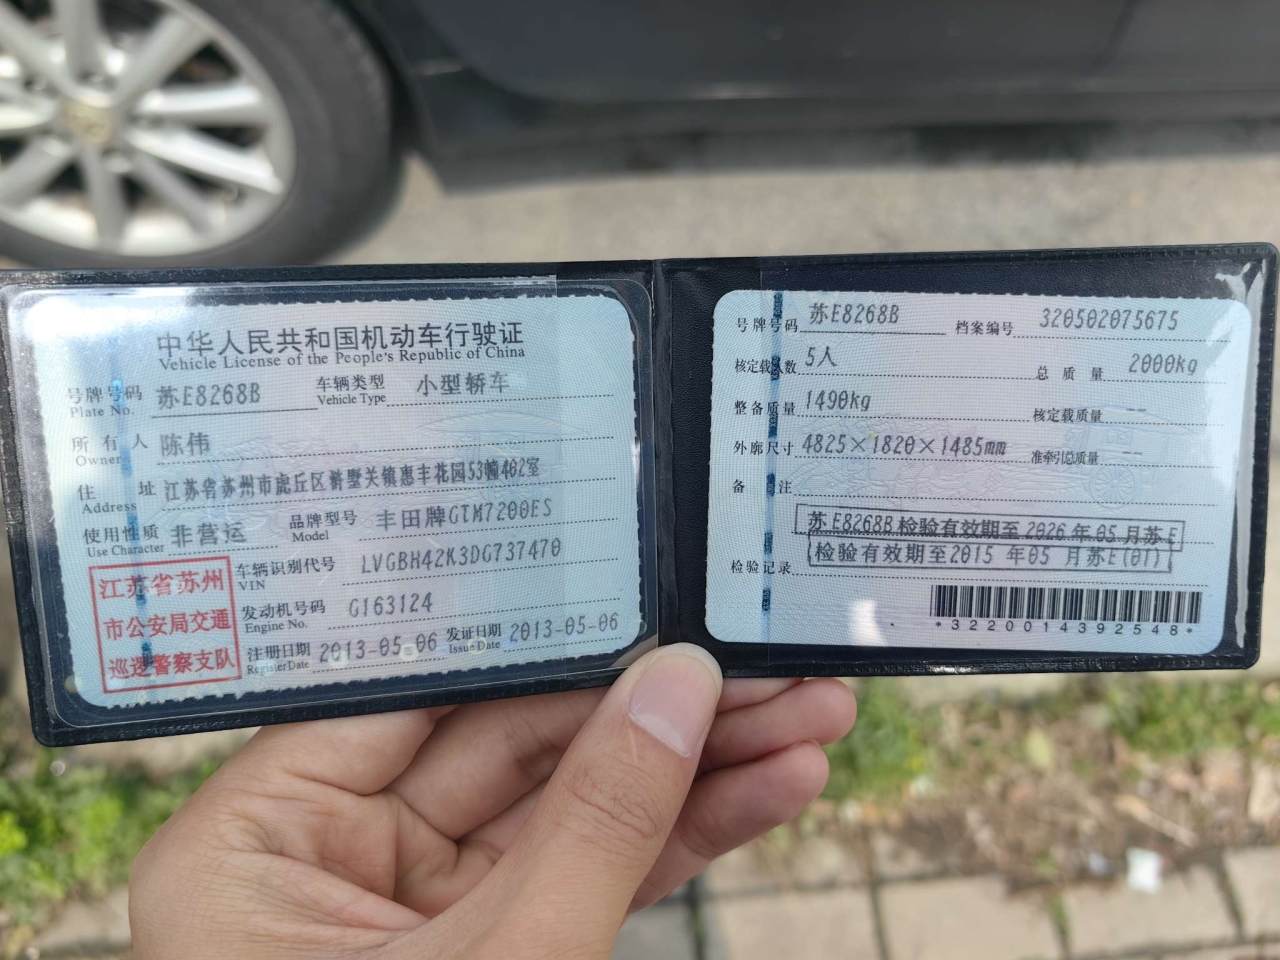 中华人民共和国机动车行驶证
Vehicle License of the People's Republic of China
号牌号码 苏E8268B 车辆类型 小型轿车
Plate No. Vehicle Type
所有人 陈伟
Owner
住址 江苏省苏州市虎丘区浒墅关镇惠丰花园53幢402室
Address
使用性质 非营运 品牌型号 丰田牌GTM7200ES
Use Character Model
车辆识别代号 LVGBH42K3DG737470
VIN
发动机号码 G163124
Engine No.
注册日期 2013-05-06 发证日期 2013-05-06
Register Date Issue Date
江苏省苏州
市公安局交通
巡逻警察支队
号牌号码 苏E8268B 档案编号 320502075675
核定载人数 5人 总质量 2000kg
整备质量 1490kg 核定载质量 --
外廓尺寸 4825×1820×1485mm 准牵引总质量 --
备注
苏E8268B 检验有效期至 2026 年 05 月苏E
检验有效期至2015 年05 月苏E(01)
检验记录
*3220014392548*